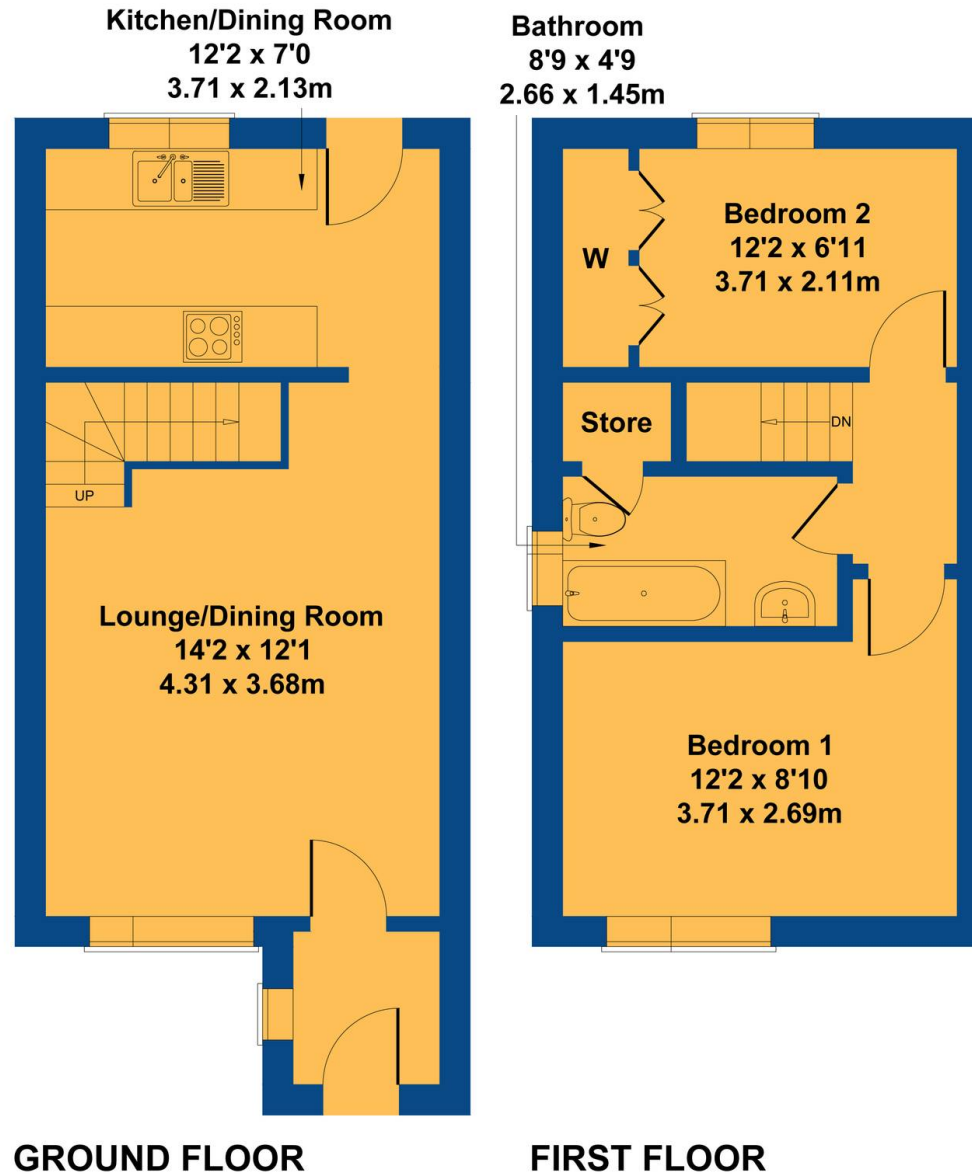 Kitchen/Dining Room
12'2 x 7'0
3.71 x 2.13m
Bathroom
8'9 x 4'9
2.66 x 1.45m
Bedroom 2
12'2 x 6'11
3.71 x 2.11m
W
Store
DN
UP
Lounge/Dining Room
14'2 x 12'1
4.31 x 3.68m
Bedroom 1
12'2 x 8'10
3.71 x 2.69m
GROUND FLOOR
FIRST FLOOR